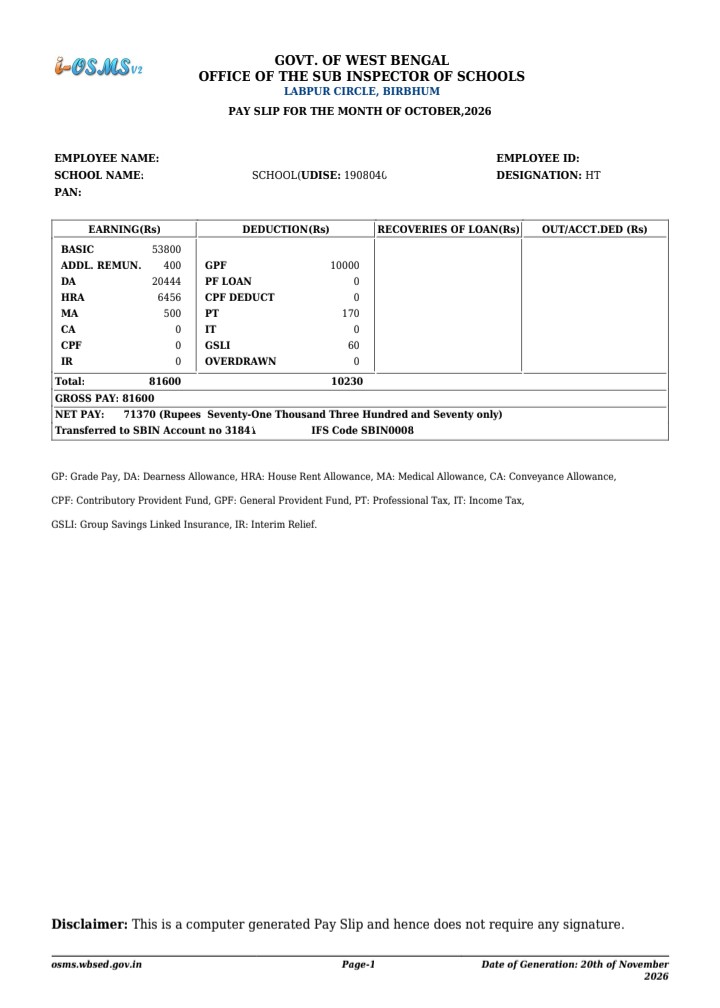 i-OSMS V2
GOVT. OF WEST BENGAL
OFFICE OF THE SUB INSPECTOR OF SCHOOLS
LABPUR CIRCLE, BIRBHUM
PAY SLIP FOR THE MONTH OF OCTOBER,2026
EMPLOYEE NAME: EMPLOYEE ID:
SCHOOL NAME: SCHOOL(UDISE: 190804 DESIGNATION: HT
PAN:
EARNING(Rs) DEDUCTION(Rs) RECOVERIES OF LOAN(Rs) OUT/ACCT.DED (Rs)
BASIC 53800
ADDL. REMUN. 400 GPF 10000
DA 20444 PF LOAN 0
HRA 6456 CPF DEDUCT 0
MA 500 PT 170
CA 0 IT 0
CPF 0 GSLI 60
IR 0 OVERDRAWN 0
Total: 81600 10230
GROSS PAY: 81600
NET PAY: 71370 (Rupees Seventy-One Thousand Three Hundred and Seventy only)
Transferred to SBIN Account no 3184 IFS Code SBIN0008
GP: Grade Pay, DA: Dearness Allowance, HRA: House Rent Allowance, MA: Medical Allowance, CA: Conveyance Allowance,
CPF: Contributory Provident Fund, GPF: General Provident Fund, PT: Professional Tax, IT: Income Tax,
GSLI: Group Savings Linked Insurance, IR: Interim Relief.
Disclaimer: This is a computer generated Pay Slip and hence does not require any signature.
osms.wbsed.gov.in Page-1 Date of Generation: 20th of November
2026